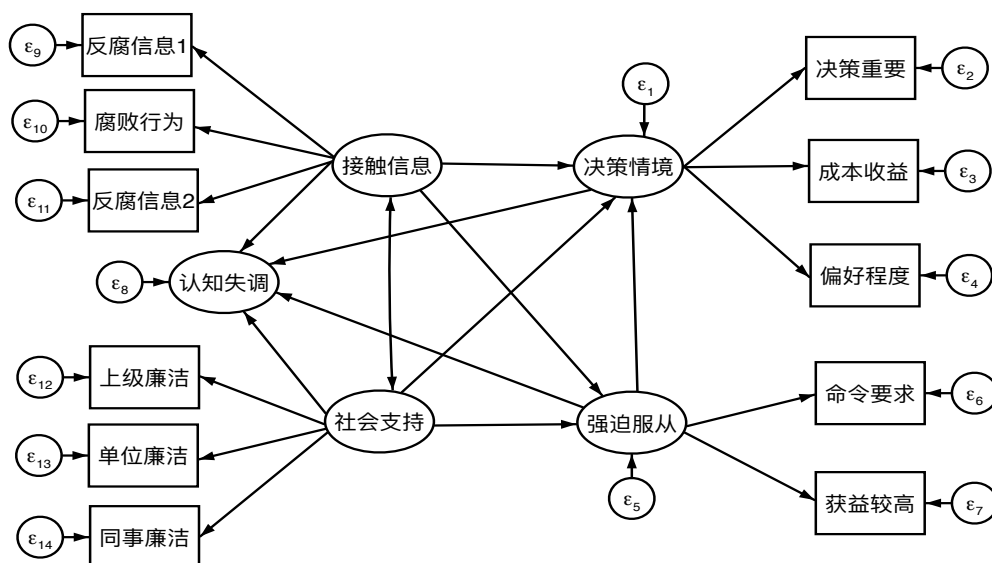 ε9
反腐信息1
ε10
腐败行为
ε11
反腐信息2
接触信息
ε1
决策情境
决策重要
ε2
成本收益
ε3
偏好程度
ε4
ε8
认知失调
ε12
上级廉洁
ε13
单位廉洁
ε14
同事廉洁
社会支持
强迫服从
ε5
命令要求
ε6
获益较高
ε7